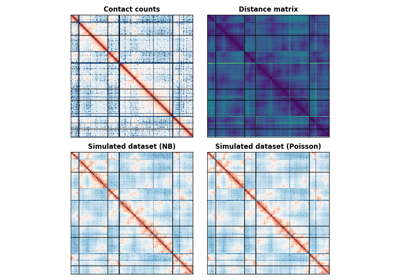 Contact counts
Distance matrix
Simulated dataset (NB)
Simulated dataset (Poisson)